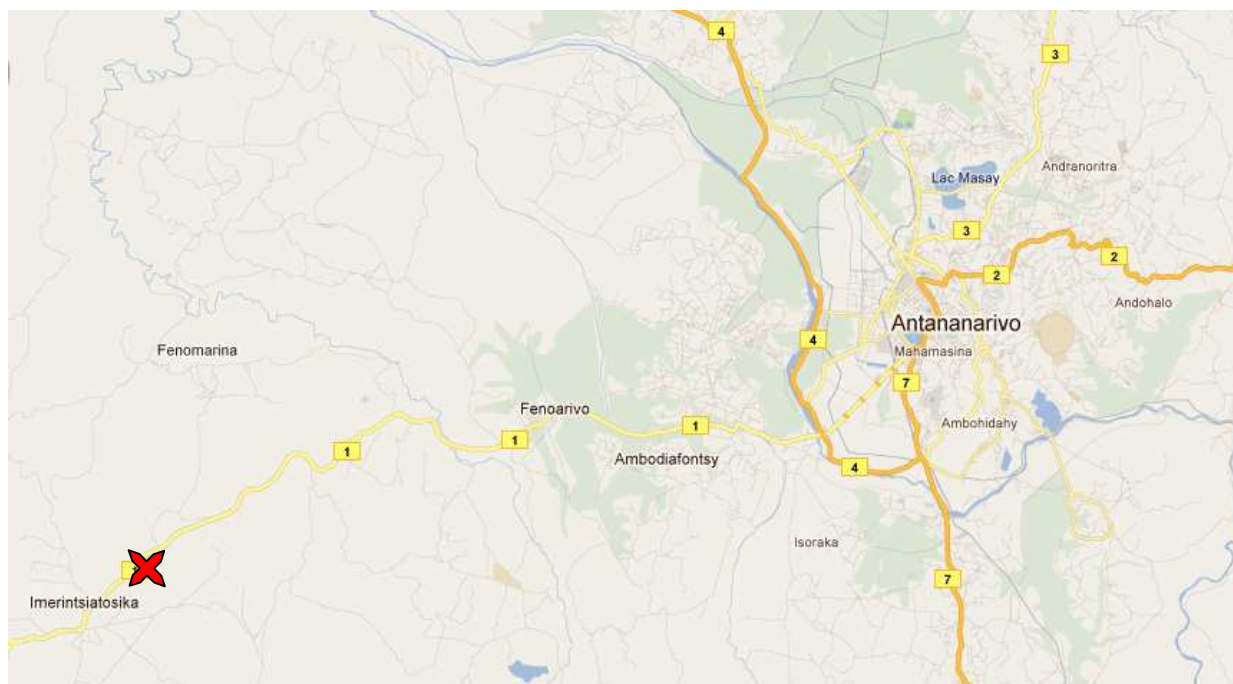 4
3
Andranoritra
Lac Masay
3
2
2
Andohalo
Antananarivo
4
Fenomarina
Mahamasina
7
Fenoarivo
1
Ambohidahy
1
1
Ambodiafontsy
4
Isoraka
7
Imerintsiatosika